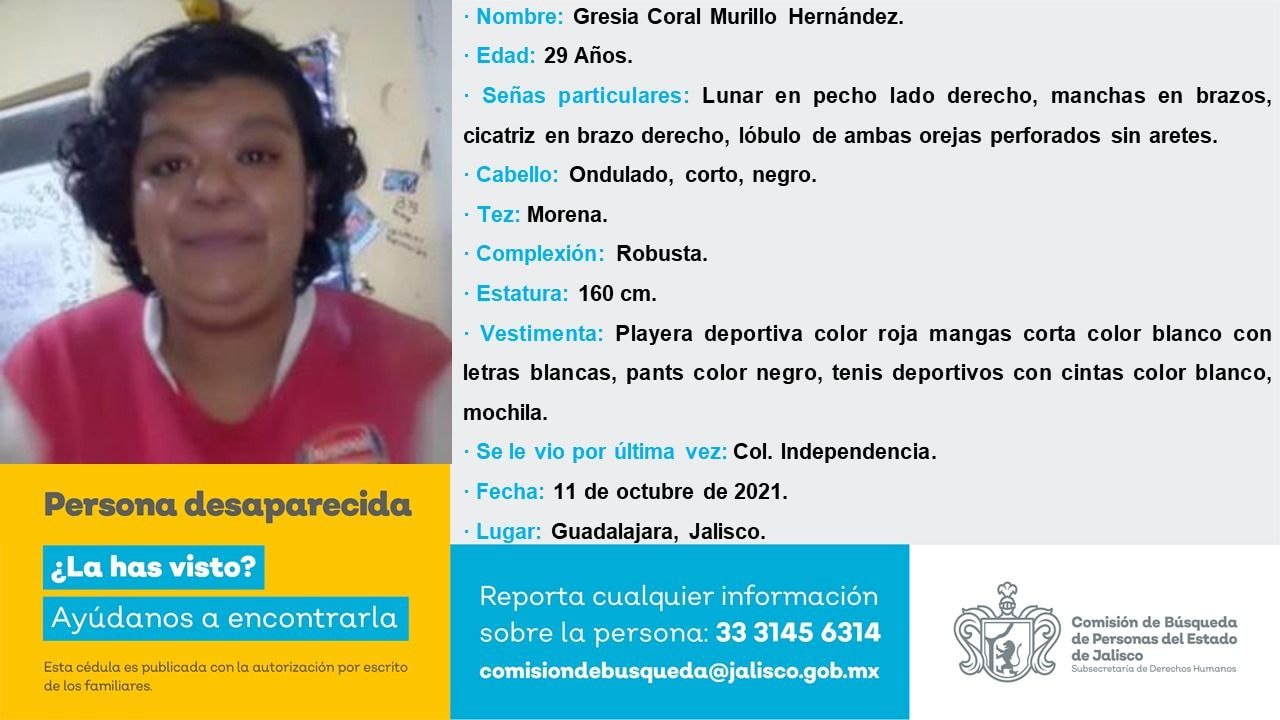 · Nombre: Gresia Coral Murillo Hernández.
· Edad: 29 Años.
· Señas particulares: Lunar en pecho lado derecho, manchas en brazos,
cicatriz en brazo derecho, lóbulo de ambas orejas perforados sin aretes.
· Cabello: Ondulado, corto, negro.
· Tez: Morena.
· Complexión: Robusta.
· Estatura: 160 cm.
· Vestimenta: Playera deportiva color roja mangas corta color blanco con
letras blancas, pants color negro, tenis deportivos con cintas color blanco,
mochila.
· Se le vio por última vez: Col. Independencia.
· Fecha: 11 de octubre de 2021.
· Lugar: Guadalajara, Jalisco.
Persona desaparecida
¿La has visto?
Ayúdanos a encontrarla
Esta cédula es publicada con la autorización por escrito
de los familiares.
Reporta cualquier información
sobre la persona: 33 3145 6314
comisiondebusqueda@jalisco.gob.mx
Comisión de Búsqueda
de Personas del Estado
de Jalisco
Subsecretaría de Derechos Humanos